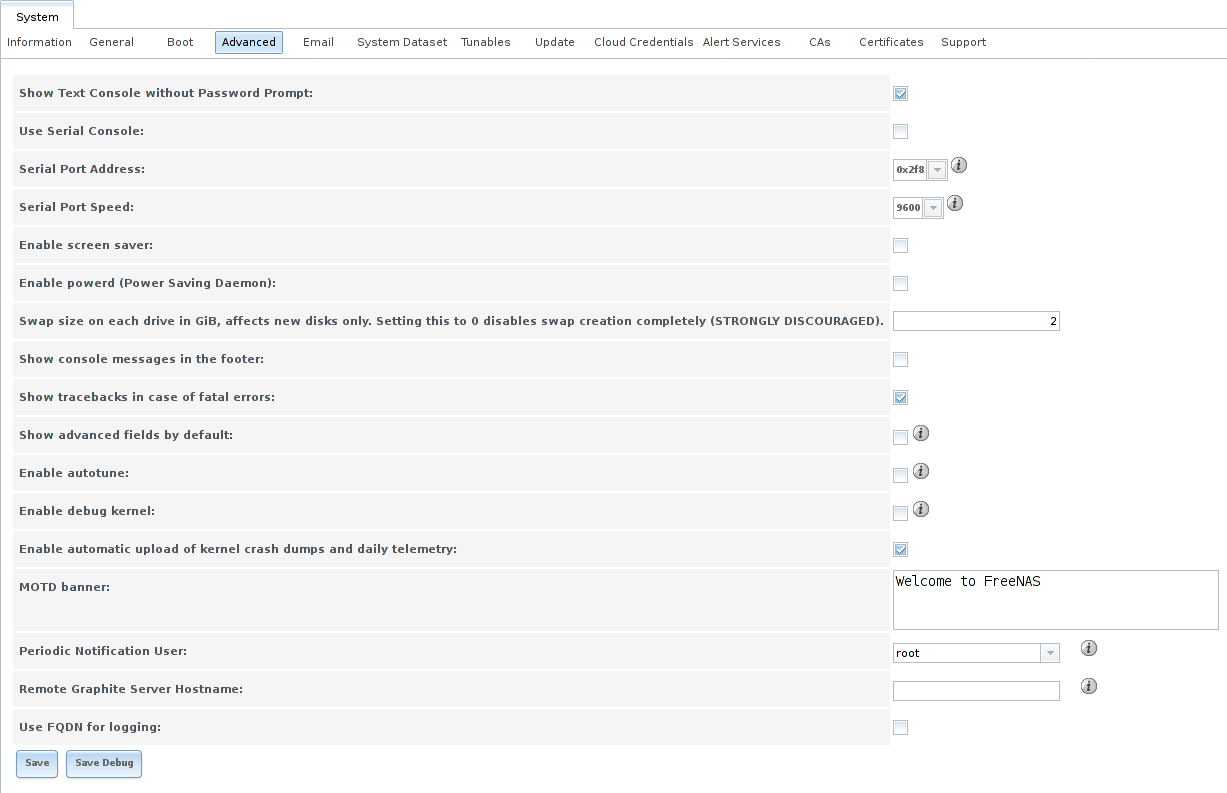 System
Information General Boot Advanced Email System Dataset Tunables Update Cloud Credentials Alert Services CAs Certificates Support
Show Text Console without Password Prompt:
Use Serial Console:
Serial Port Address: 0x2f8
Serial Port Speed: 9600
Enable screen saver:
Enable powerd (Power Saving Daemon):
Swap size on each drive in GiB, affects new disks only. Setting this to 0 disables swap creation completely (STRONGLY DISCOURAGED). 2
Show console messages in the footer:
Show tracebacks in case of fatal errors:
Show advanced fields by default:
Enable autotune:
Enable debug kernel:
Enable automatic upload of kernel crash dumps and daily telemetry:
MOTD banner: Welcome to FreeNAS
Periodic Notification User: root
Remote Graphite Server Hostname:
Use FQDN for logging:
Save Save Debug